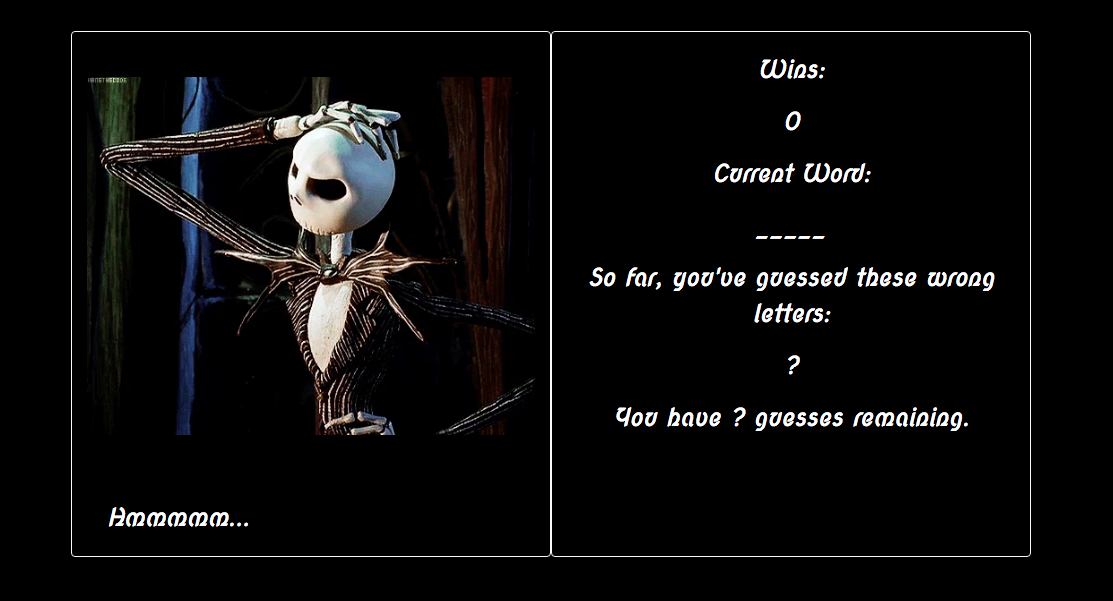 Wins:
0
Current Word:
_____
So far, you've guessed these wrong
letters:
?
You have ? guesses remaining.
Hmmmmm...